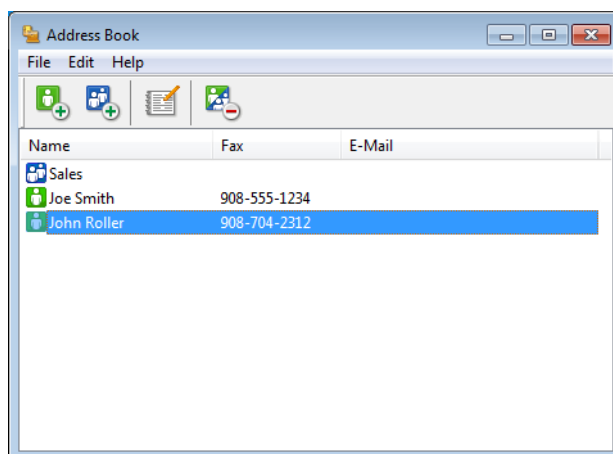 Address Book
File Edit Help
Name Fax E-Mail
Sales
Joe Smith 908-555-1234
John Roller 908-704-2312